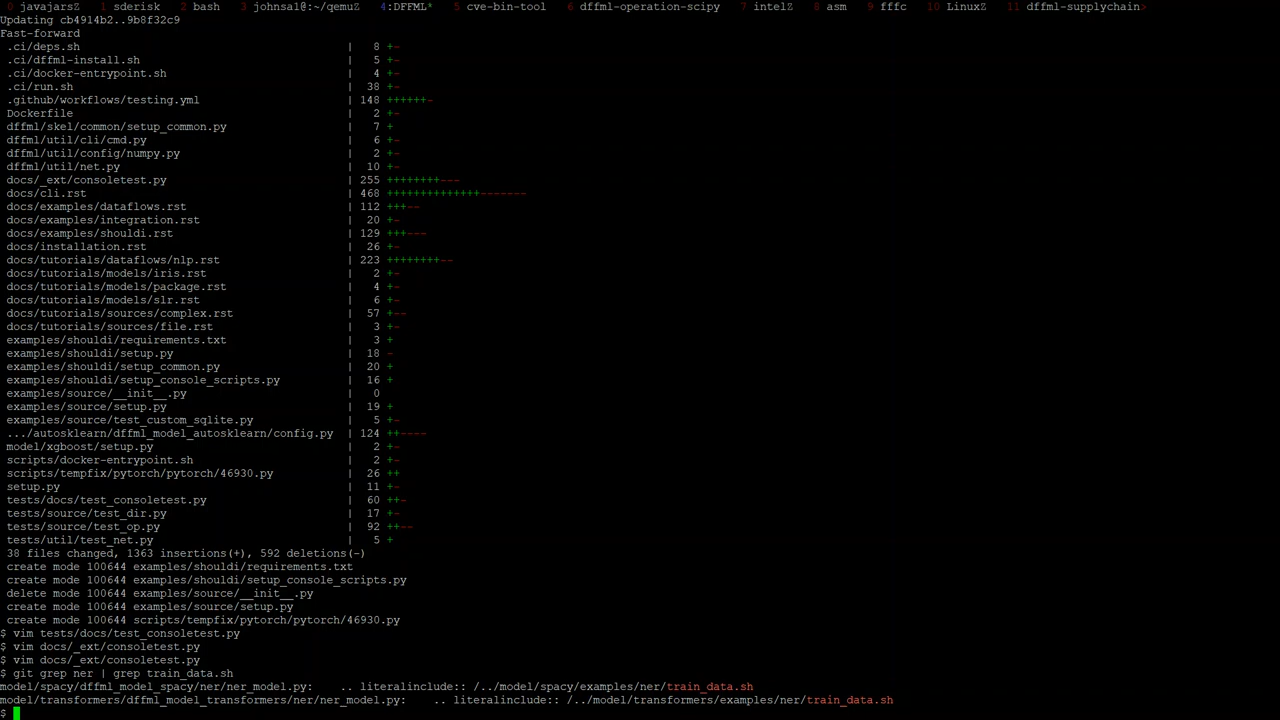 0 javajarsZ  1 sderisk  2 bash  3 johnsal@:~/qemuZ  4:DFFML*  5 cve-bin-tool  6 dffml-operation-scipy  7 intelZ  8 asm  9 fffc  10 LinuxZ  11 dffml-supplychain>
Updating cb4914b2..9b8f32c9
Fast-forward
.ci/deps.sh | 8 +-
.ci/dffml-install.sh | 5 +-
.ci/docker-entrypoint.sh | 4 +-
.ci/run.sh | 38 +-
.github/workflows/testing.yml | 148 ++++++-
Dockerfile | 2 +-
dffml/skel/common/setup_common.py | 7 +
dffml/util/cli/cmd.py | 6 +-
dffml/util/config/numpy.py | 2 +-
dffml/util/net.py | 10 +-
docs/_ext/consoletest.py | 255 ++++++++---
docs/cli.rst | 468 ++++++++++++++-------
docs/examples/dataflows.rst | 112 +++--
docs/examples/integration.rst | 20 +-
docs/examples/shouldi.rst | 129 +++---
docs/installation.rst | 26 +-
docs/tutorials/dataflows/nlp.rst | 223 ++++++++--
docs/tutorials/models/iris.rst | 2 +-
docs/tutorials/models/package.rst | 4 +-
docs/tutorials/models/slr.rst | 6 +-
docs/tutorials/sources/complex.rst | 57 +--
docs/tutorials/sources/file.rst | 3 +-
examples/shouldi/requirements.txt | 3 +
examples/shouldi/setup.py | 18 -
examples/shouldi/setup_common.py | 20 +
examples/shouldi/setup_console_scripts.py | 16 +
examples/source/__init__.py | 0
examples/source/setup.py | 19 +
examples/source/test_custom_sqlite.py | 5 +-
.../autosklearn/dffml_model_autosklearn/config.py | 124 ++----
model/xgboost/setup.py | 2 +-
scripts/docker-entrypoint.sh | 2 +-
scripts/tempfix/pytorch/pytorch/46930.py | 26 ++
setup.py | 11 +-
tests/docs/test_consoletest.py | 60 ++-
tests/source/test_dir.py | 17 +-
tests/source/test_op.py | 92 ++--
tests/util/test_net.py | 5 +
38 files changed, 1363 insertions(+), 592 deletions(-)
create mode 100644 examples/shouldi/requirements.txt
create mode 100644 examples/shouldi/setup_console_scripts.py
delete mode 100644 examples/source/__init__.py
create mode 100644 examples/source/setup.py
create mode 100644 scripts/tempfix/pytorch/pytorch/46930.py
$ vim tests/docs/test_consoletest.py
$ vim docs/_ext/consoletest.py
$ vim docs/_ext/consoletest.py
$ git grep ner | grep train_data.sh
model/spacy/dffml_model_spacy/ner/ner_model.py:    .. literalinclude:: /../model/spacy/examples/ner/train_data.sh
model/transformers/dffml_model_transformers/ner/ner_model.py:    .. literalinclude:: /../model/transformers/examples/ner/train_data.sh
$